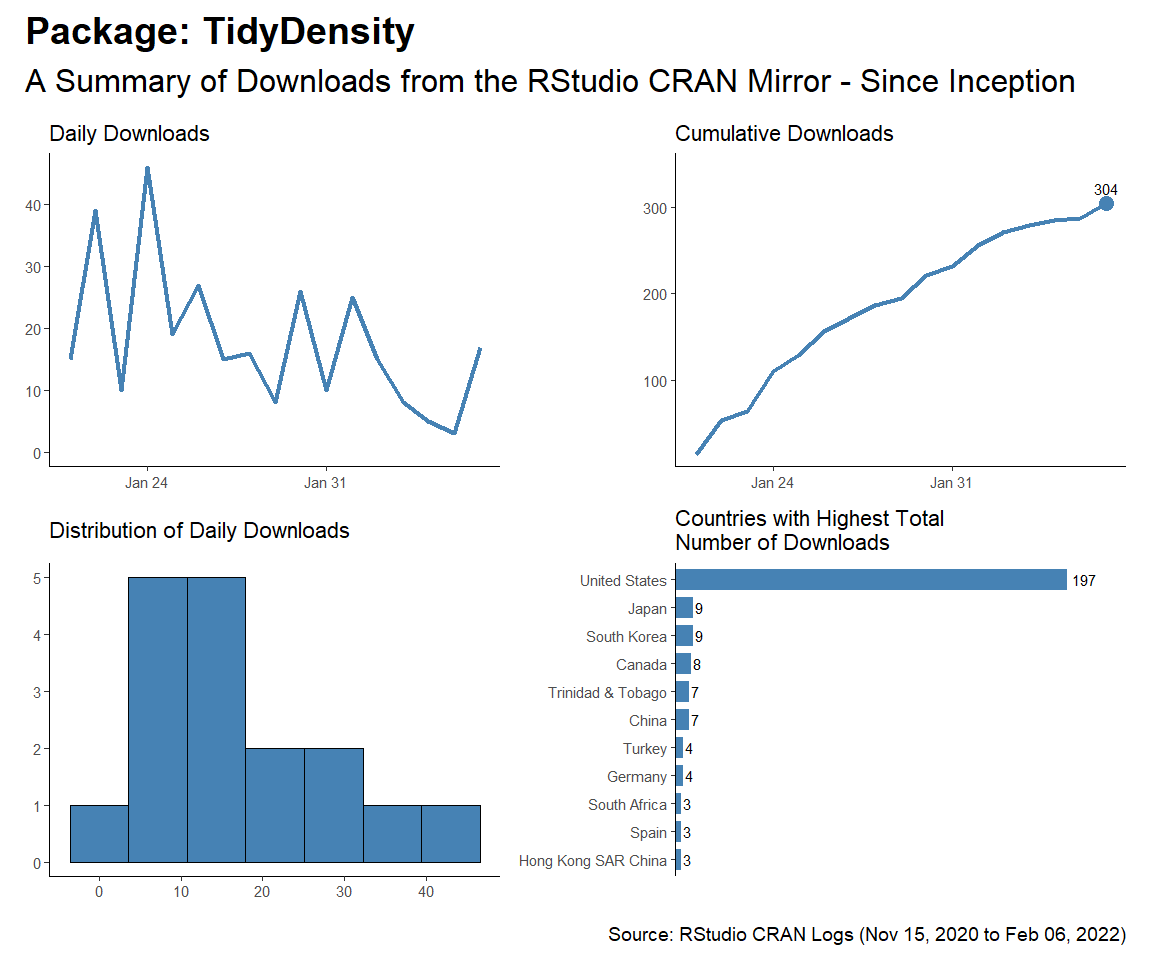 Package: TidyDensity
A Summary of Downloads from the RStudio CRAN Mirror - Since Inception
Daily Downloads
40
30
20
10
0
Jan 24
Jan 31
Cumulative Downloads
304
300
200
100
Jan 24
Jan 31
Distribution of Daily Downloads
5
4
3
2
1
0
0
10
20
30
40
Countries with Highest Total
Number of Downloads
United States 197
Japan 9
South Korea 9
Canada 8
Trinidad & Tobago 7
China 7
Turkey 4
Germany 4
South Africa 3
Spain 3
Hong Kong SAR China 3
Source: RStudio CRAN Logs (Nov 15, 2020 to Feb 06, 2022)